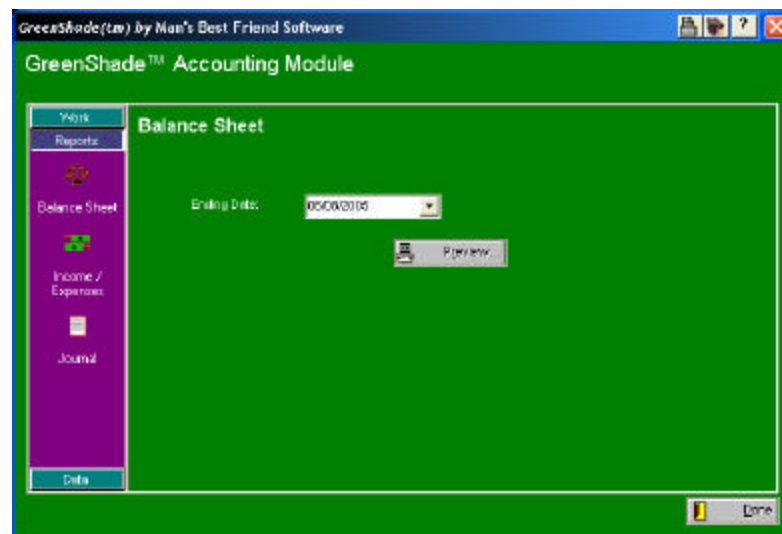 GreenShade(tm) by Man's Best Friend Software
?
GreenShade™ Accounting Module
Work
Reports
Balance Sheet
Income /
Expenses
Journal
Data
Balance Sheet
Ending Date:
Preview
Done